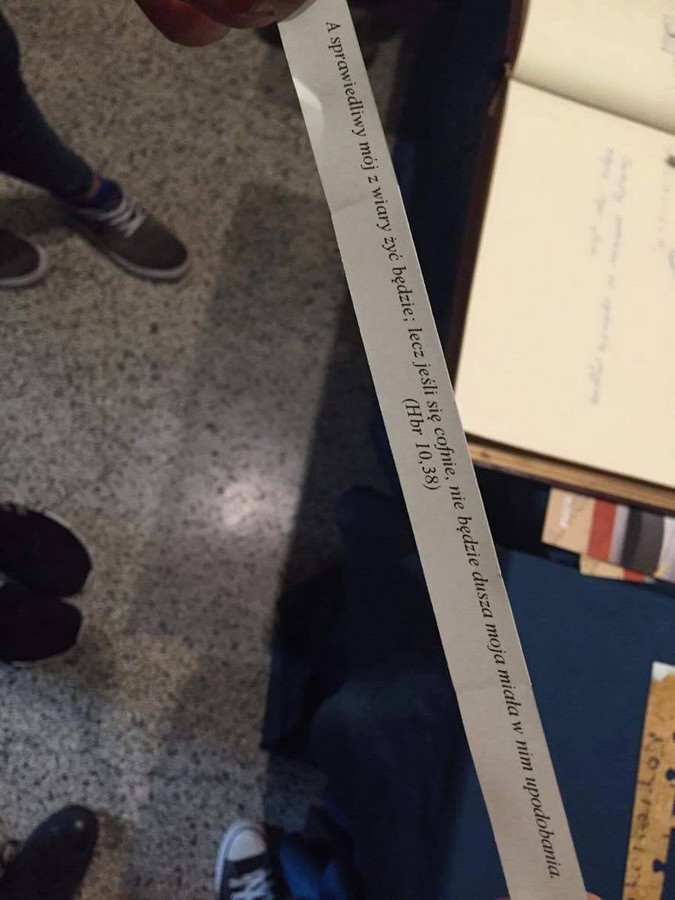 A sprawiedliwy mój z wiary żyć będzie; lecz jeśli się cofnie, nie będzie dusza moja miała w nim upodobania.
(Hbr 10,38)